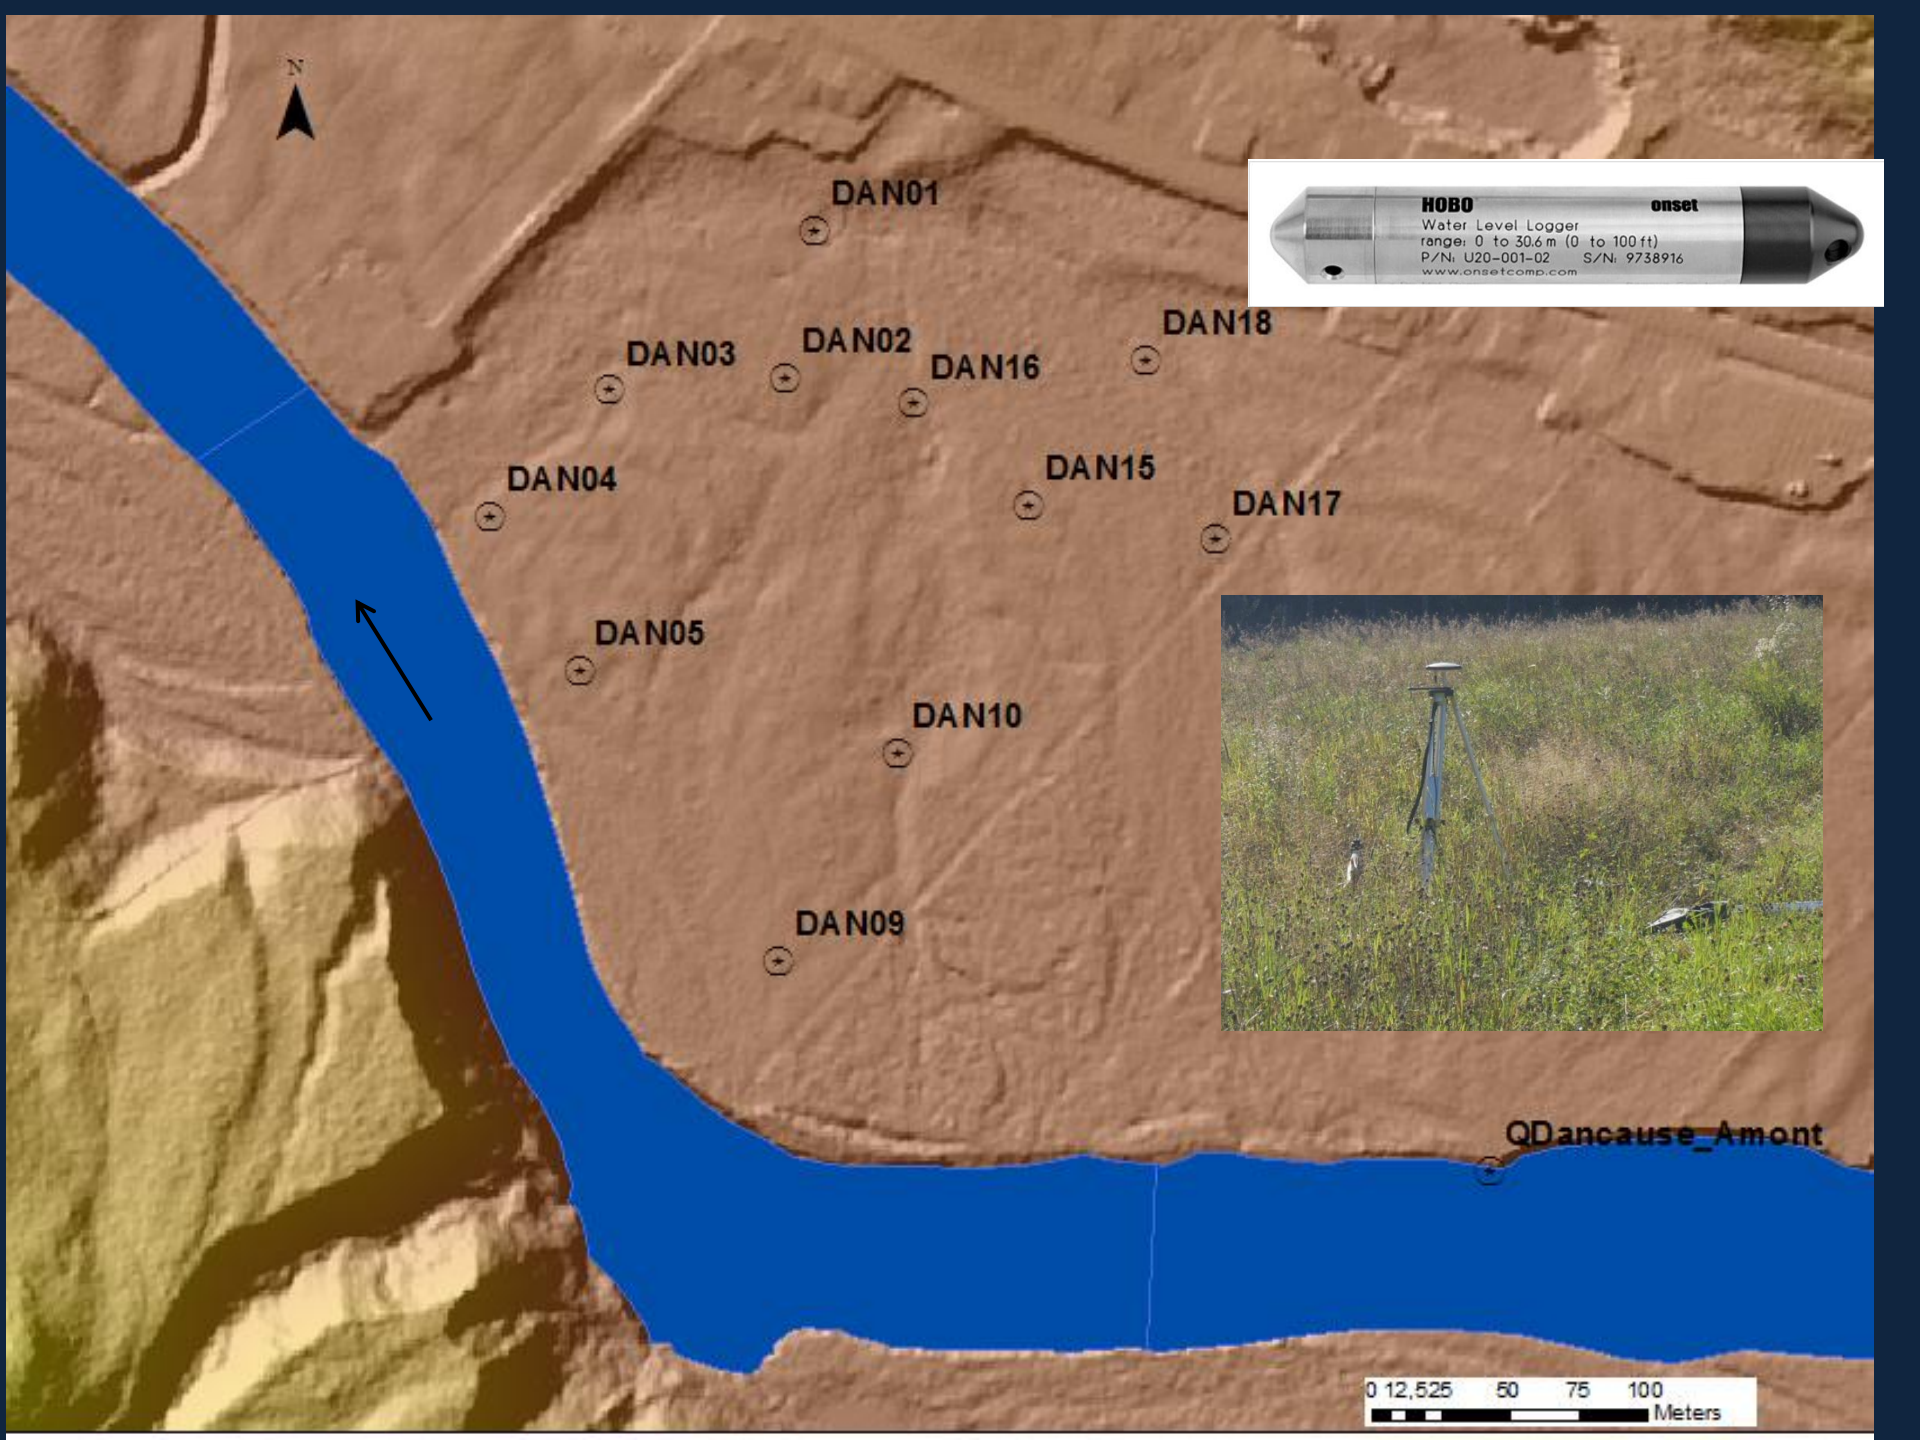 N
DAN01
HOBO onset
Water Level Logger
range: 0 to 30.6 m (0 to 100 ft)
P/N: U20-001-02 S/N: 9738916
www.onsetcomp.com
DAN18
DAN02
DAN03
DAN16
DAN15
DAN04
DAN17
DAN05
DAN10
DAN09
QDancause_Amont
0 12,525 50 75 100
Meters